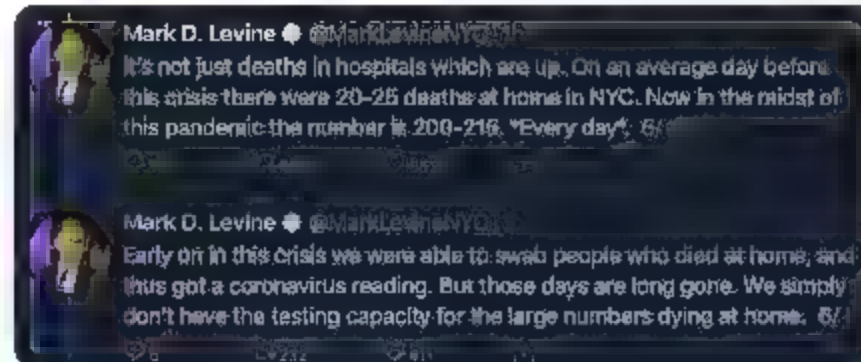 Mark D. Levine @MarkLevineNYC
It's not just deaths in hospitals which are up. On an average day before
this crisis there were 20-25 deaths at home in NYC. Now in the midst of
this pandemic the number is 200-215. *Every day*. 5/
Mark D. Levine @MarkLevineNYC
Early on in this crisis we were able to swab people who died at home, and
thus got a coronavirus reading. But those days are long gone. We simply
don't have the testing capacity for the large numbers dying at home. 6/